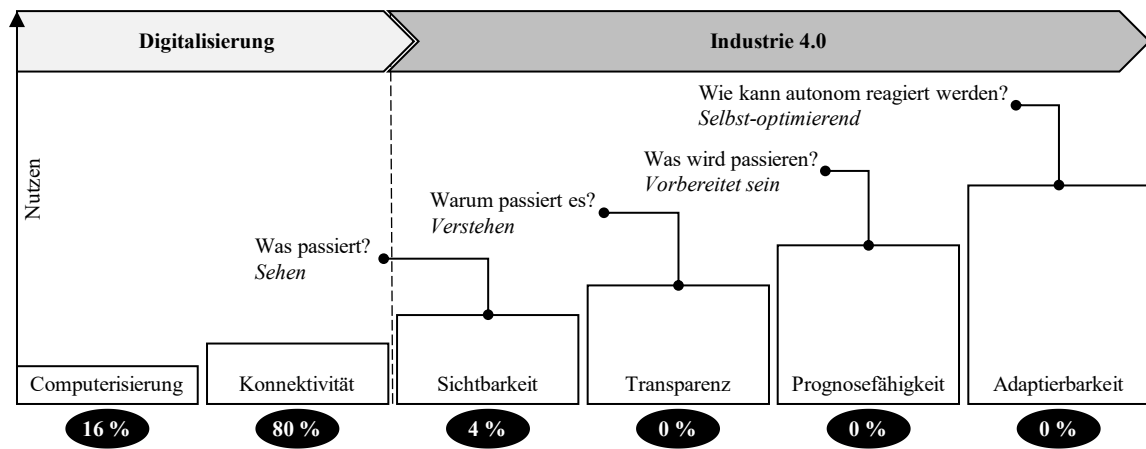 Digitalisierung
Industrie 4.0
Nutzen
Wie kann autonom reagiert werden?
Selbst-optimierend
Was wird passieren?
Vorbereitet sein
Warum passiert es?
Verstehen
Was passiert?
Sehen
Computerisierung
Konnektivität
Sichtbarkeit
Transparenz
Prognosefähigkeit
Adaptierbarkeit
16 %
80 %
4 %
0 %
0 %
0 %